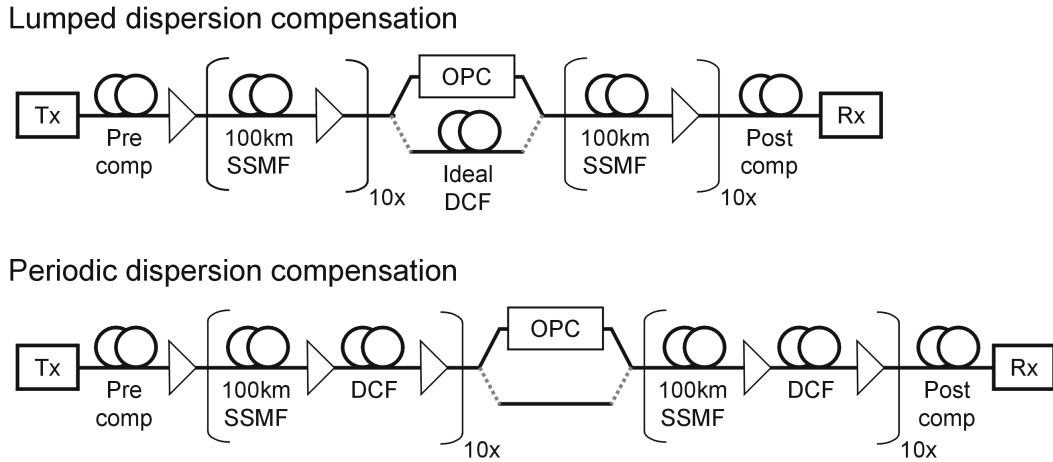 Lumped dispersion compensation
Tx
Pre
comp
100km
SSMF
10x
OPC
Ideal
DCF
100km
SSMF
10x
Post
comp
Rx
Periodic dispersion compensation
Tx
Pre
comp
100km
SSMF
DCF
10x
OPC
100km
SSMF
DCF
10x
Post
comp
Rx